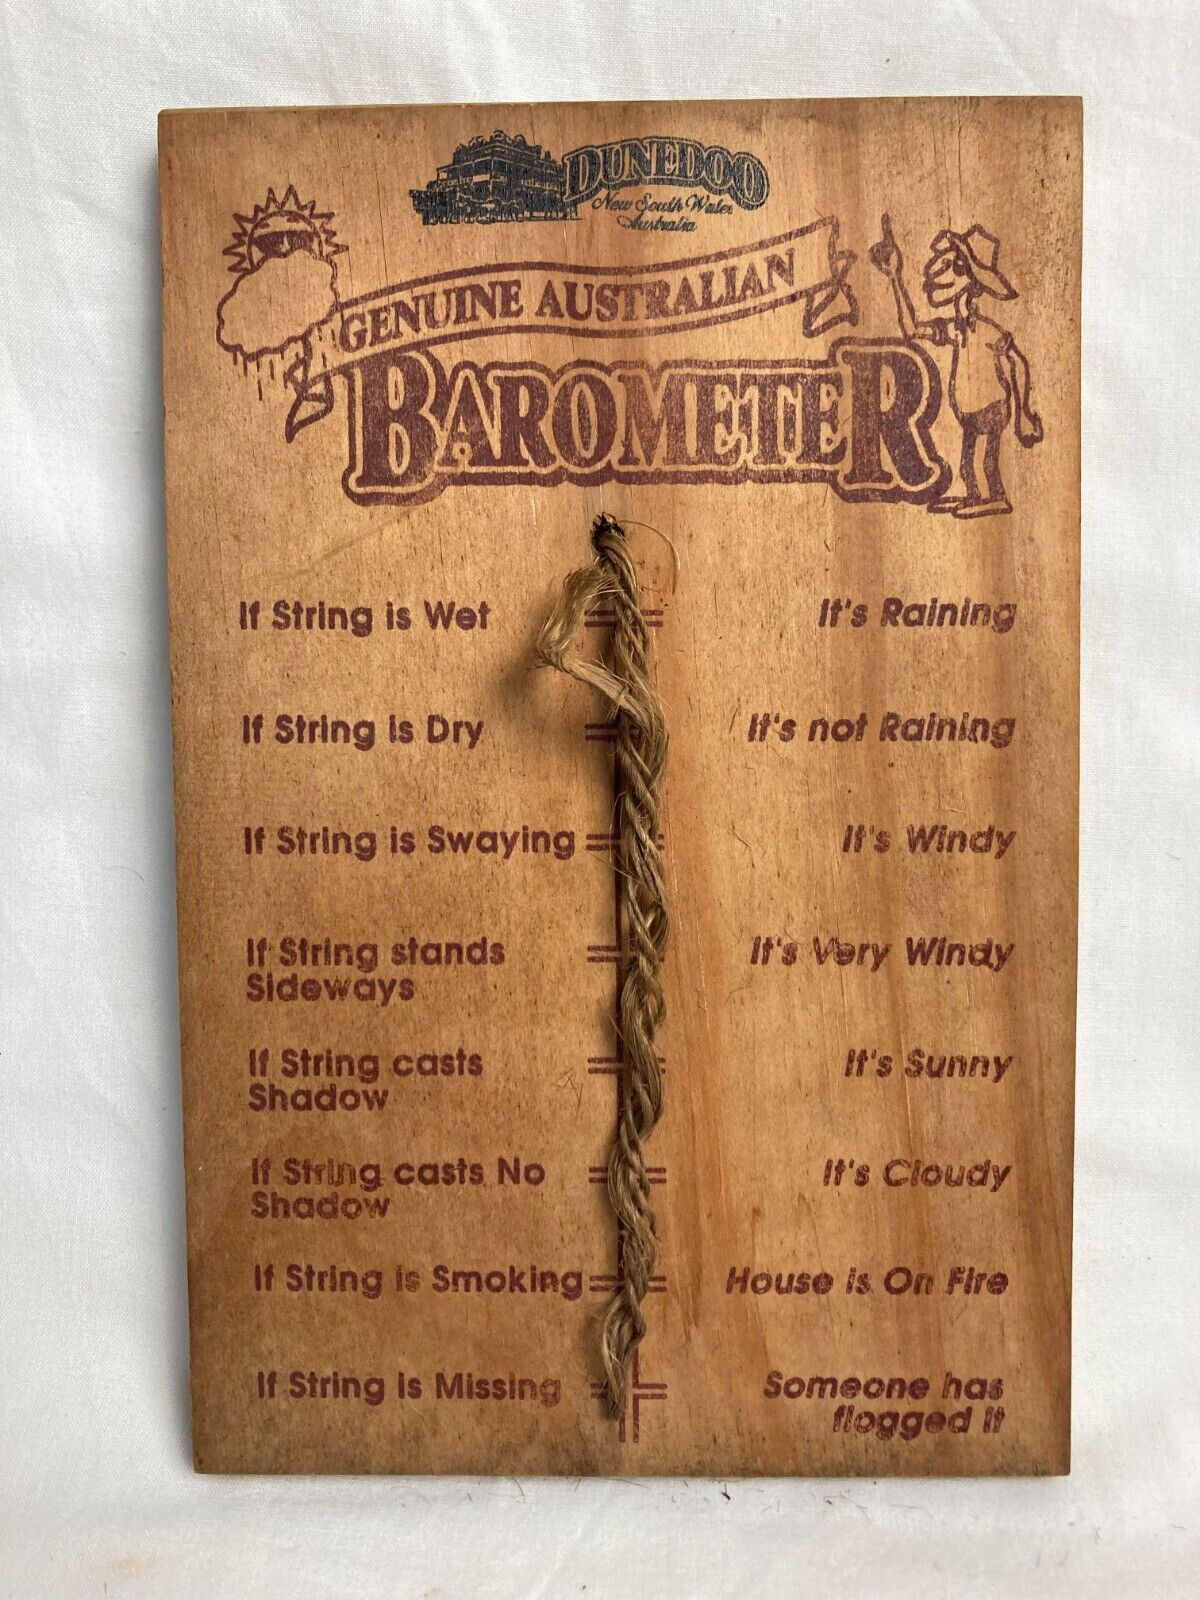 DUNEDOO
New South Wales
Australia
GENUINE AUSTRALIAN
BAROMETER
If String is Wet
It's Raining
If String is Dry
It's not Raining
If String is Swaying
It's Windy
If String stands
Sideways
It's Very Windy
If String casts
Shadow
It's Sunny
If String casts No
Shadow
It's Cloudy
If String is Smoking
House is On Fire
If String is Missing
Someone has
flogged it